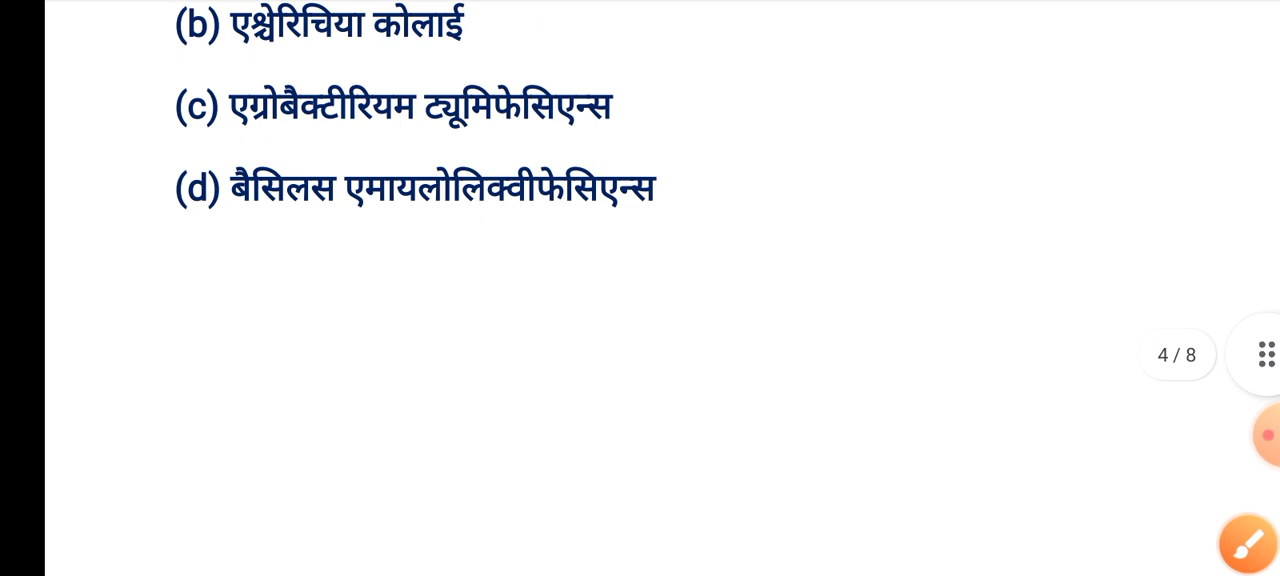 (b) एश्चेरिचिया कोलाई
(c) एग्रोबैक्टीरियम ट्यूमिफेसिएन्स
(d) बैसिलस एमायलोलिक्वीफेसिएन्स
4 / 8